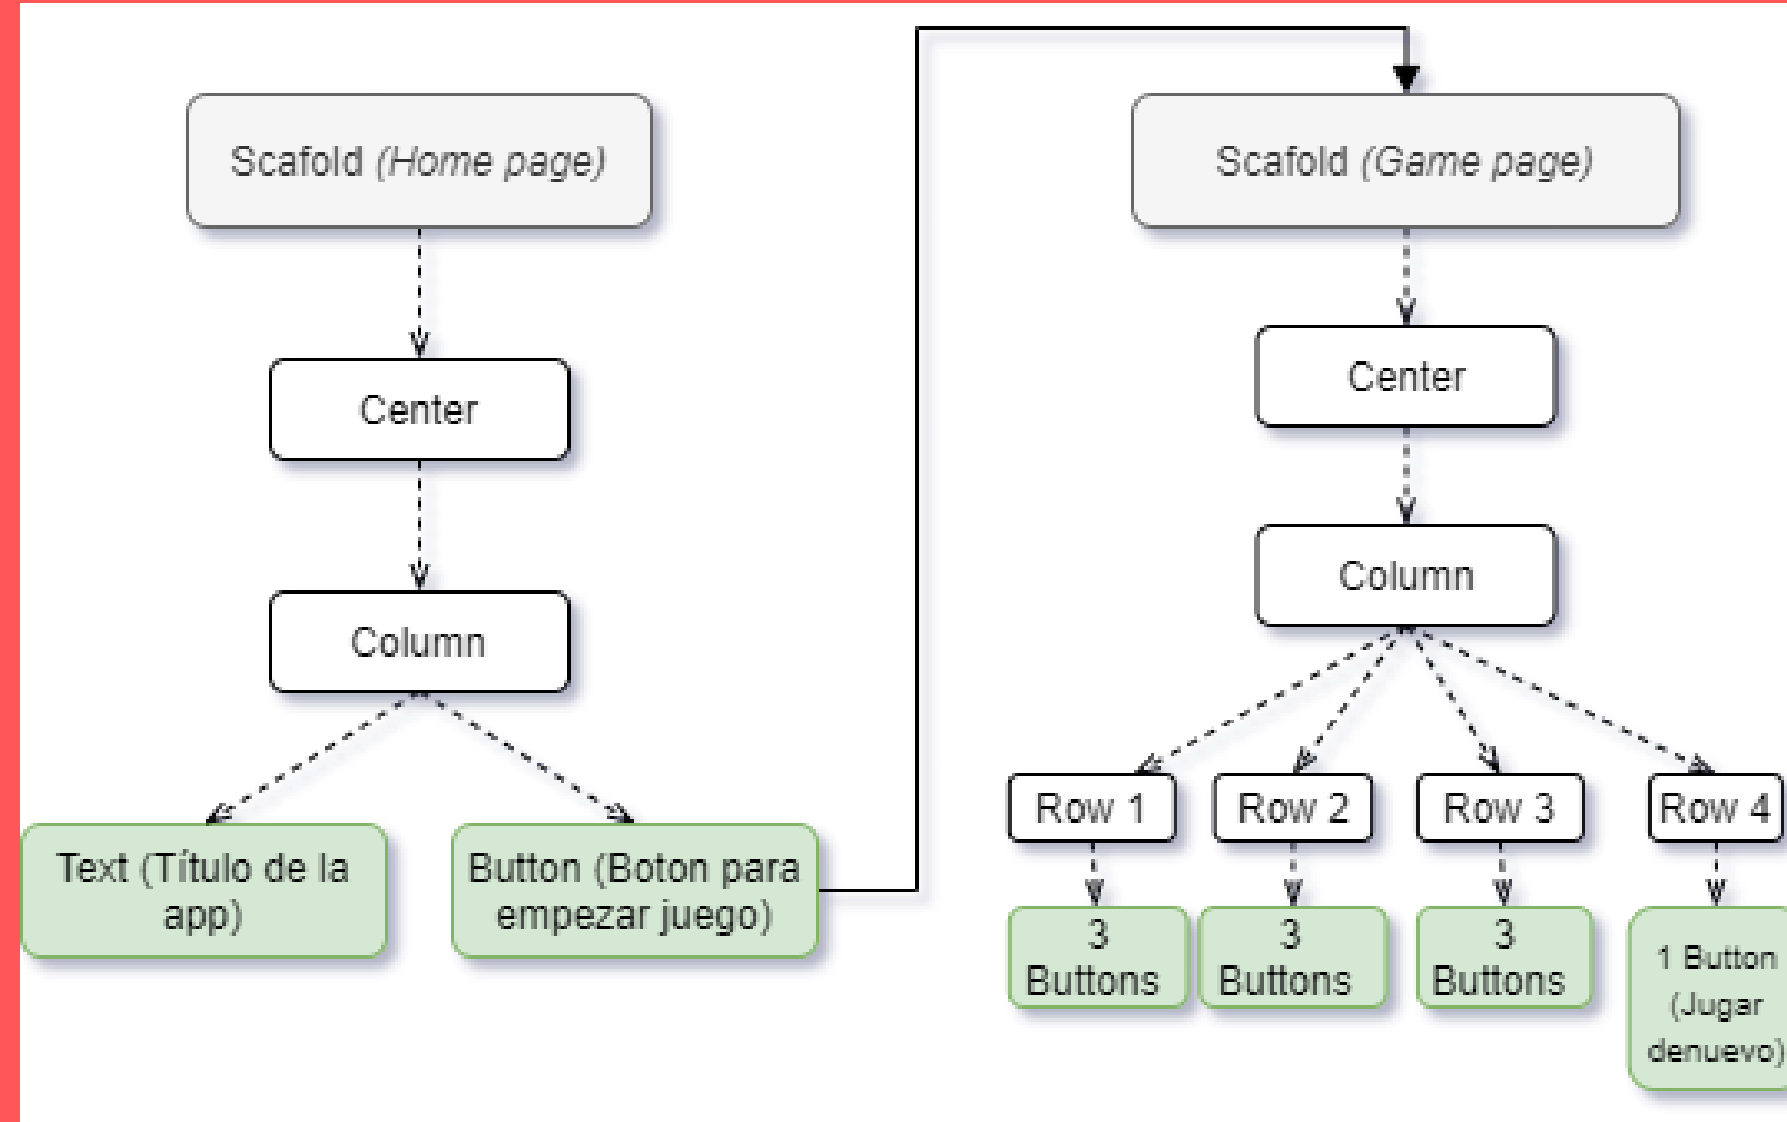 Scafold (Home page)
Center
Column
Text (Título de la
app)
Button (Boton para
empezar juego)
Scafold (Game page)
Center
Column
Row 1
Row 2
Row 3
Row 4
3
Buttons
3
Buttons
3
Buttons
1 Button
(Jugar
denuevo)